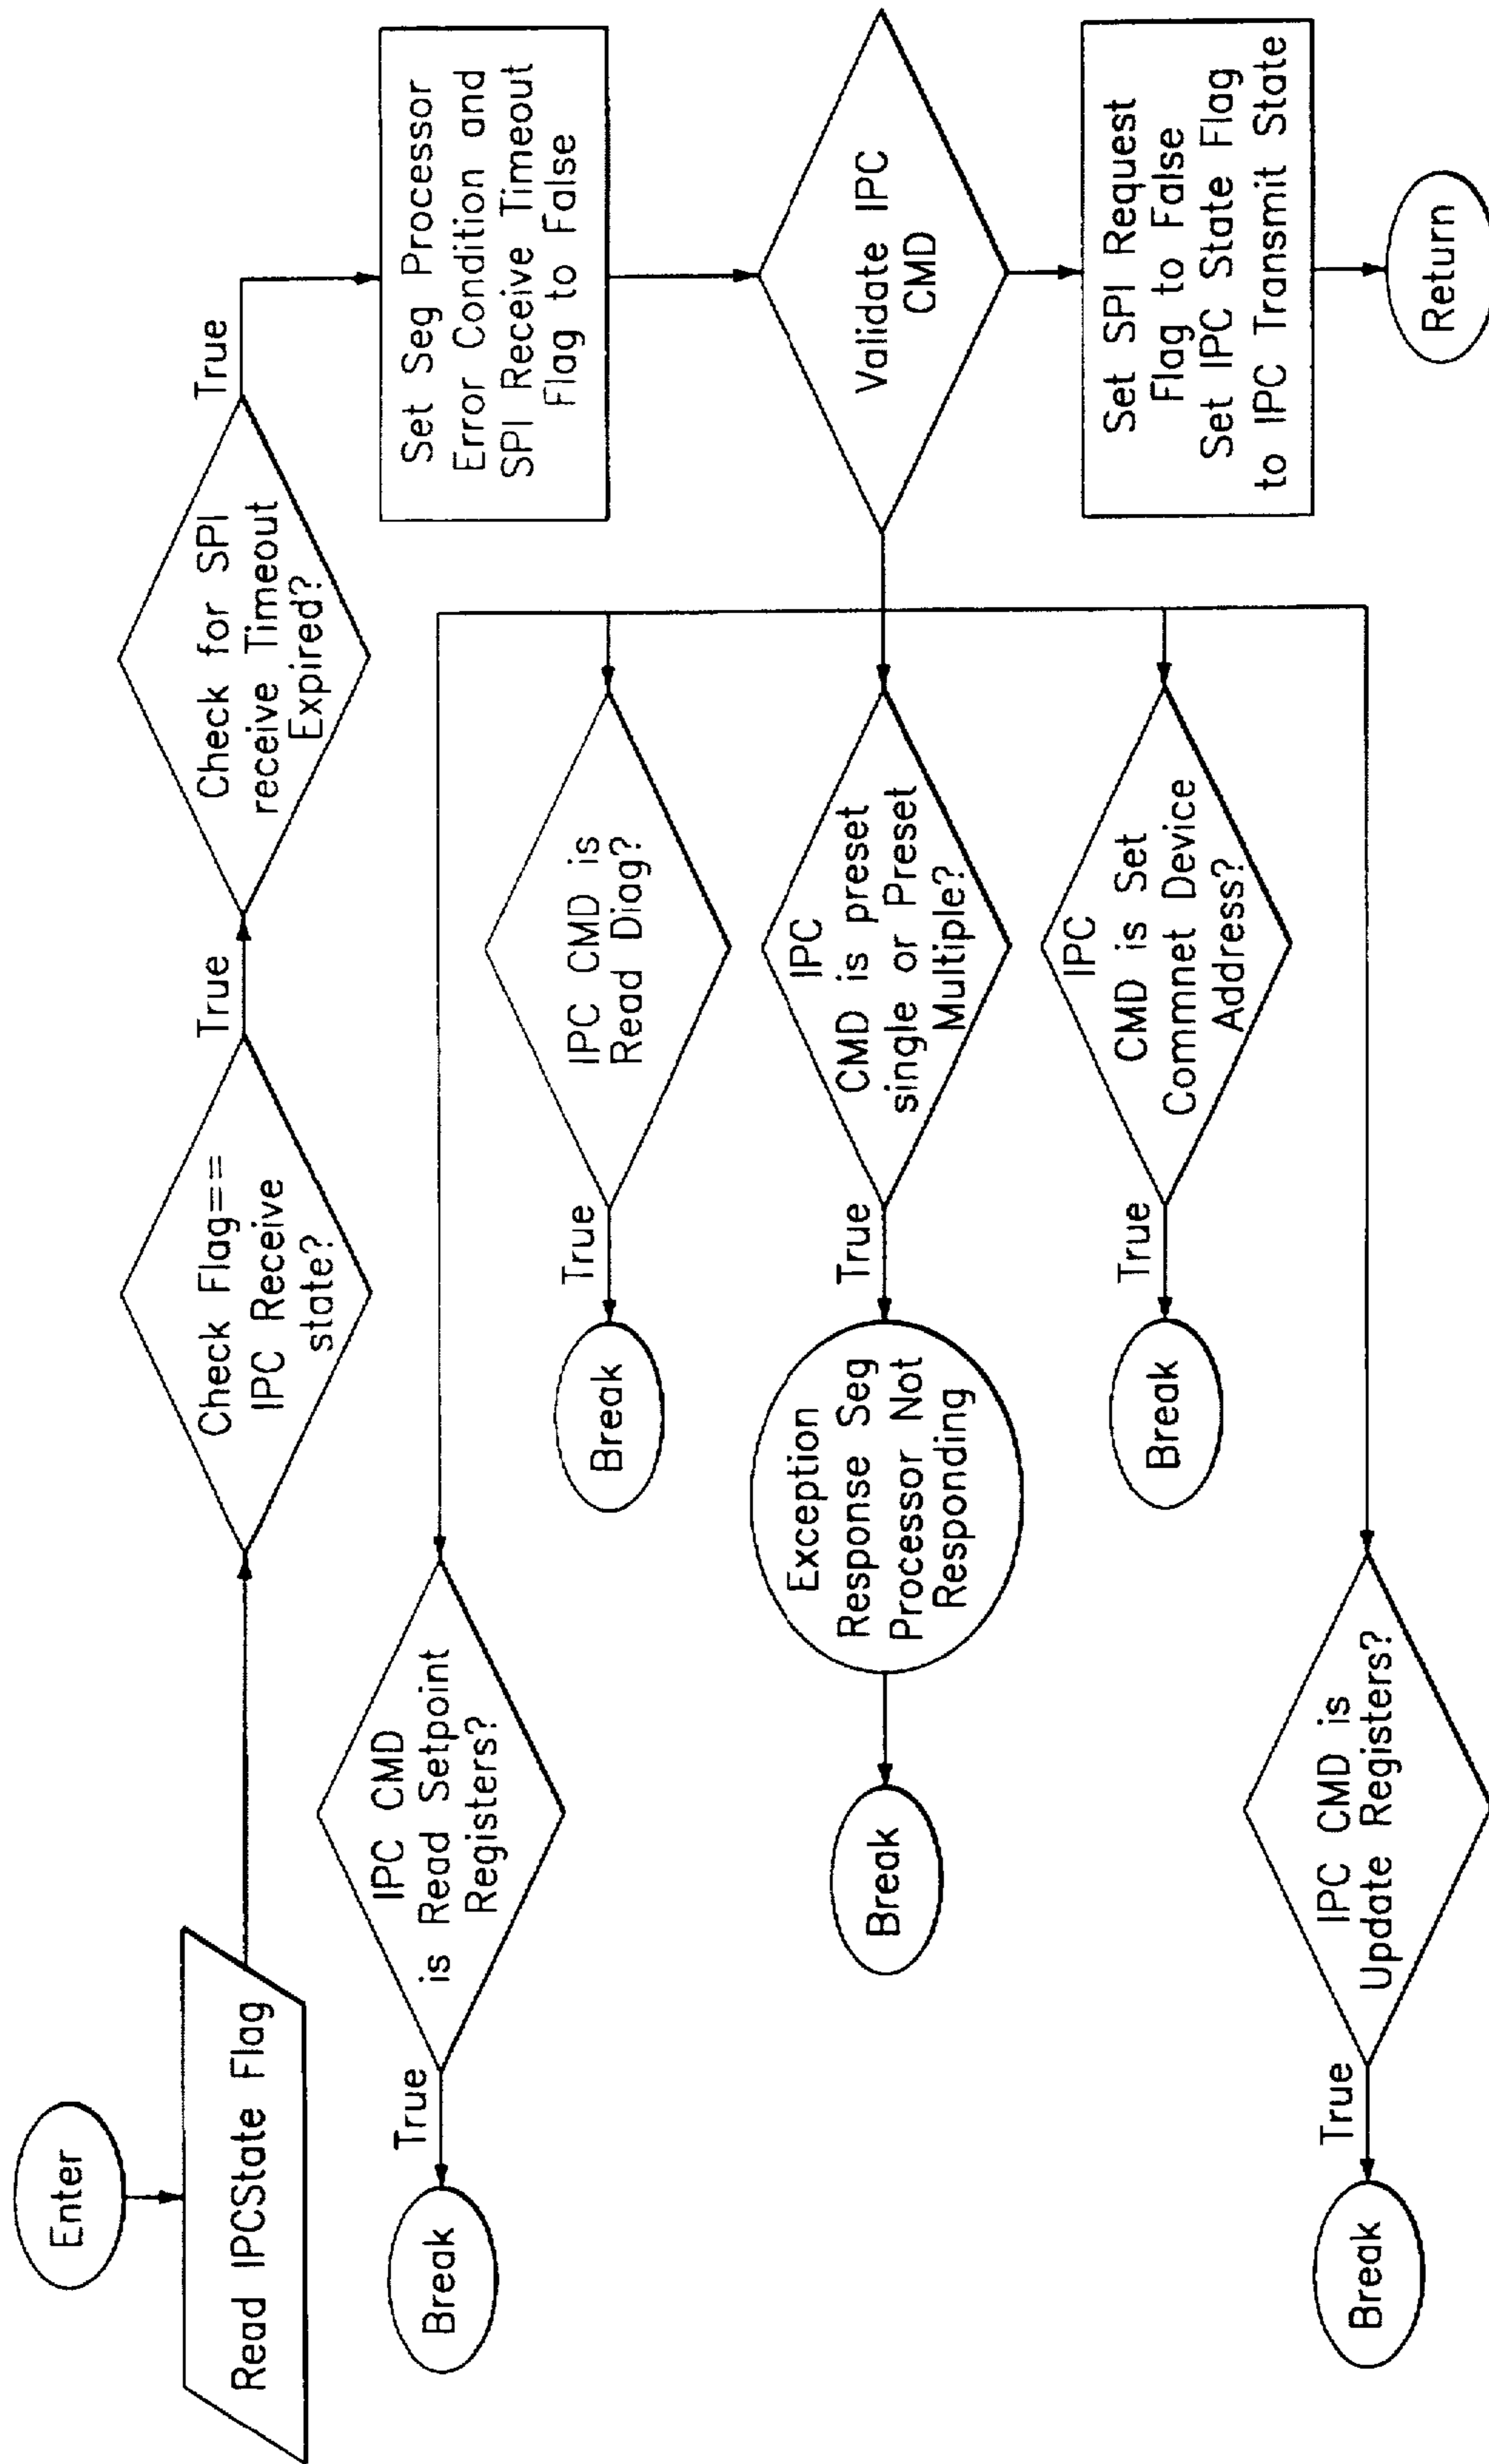 Enter
Read IPCState Flag
Check Flag==
IPC Receive
state?
True
Check for SPI
receive Timeout
Expired?
True
Set Seg Processor
Error Condition and
SPI Receive Timeout
Flag to False
Validate IPC
CMD
Set SPI Request
Flag to False
Set IPC State Flag
to IPC Transmit State
Return
IPC CMD
is Read Setpoint
Registers?
True
Break
IPC CMD is
Read Diag?
True
Break
IPC
CMD is preset
single or Preset
Multiple?
True
Exception
Response Seg
Processor Not
Responding
Break
IPC
CMD is Set
Commnet Device
Address?
True
Break
IPC CMD is
Update Registers?
True
Break